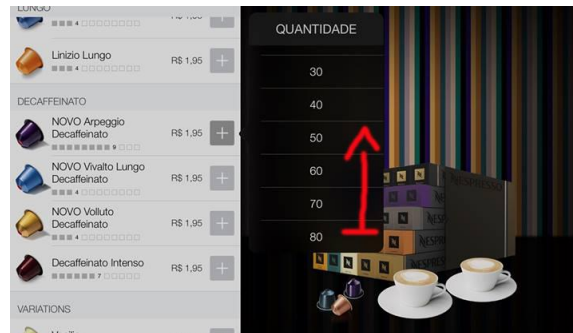 LUNGO
4
Linizio Lungo
4
R$ 1,95
+
DECAFFEINATO
NOVO Arpeggio
Decaffeinato
9
R$ 1,95
+
NOVO Vivalto Lungo
Decaffeinato
4
R$ 1,95
+
NOVO Volluto
Decaffeinato
4
R$ 1,95
+
Decaffeinato Intenso
7
R$ 1,95
+
VARIATIONS
QUANTIDADE
30
40
50
60
70
80
NESPRESSO